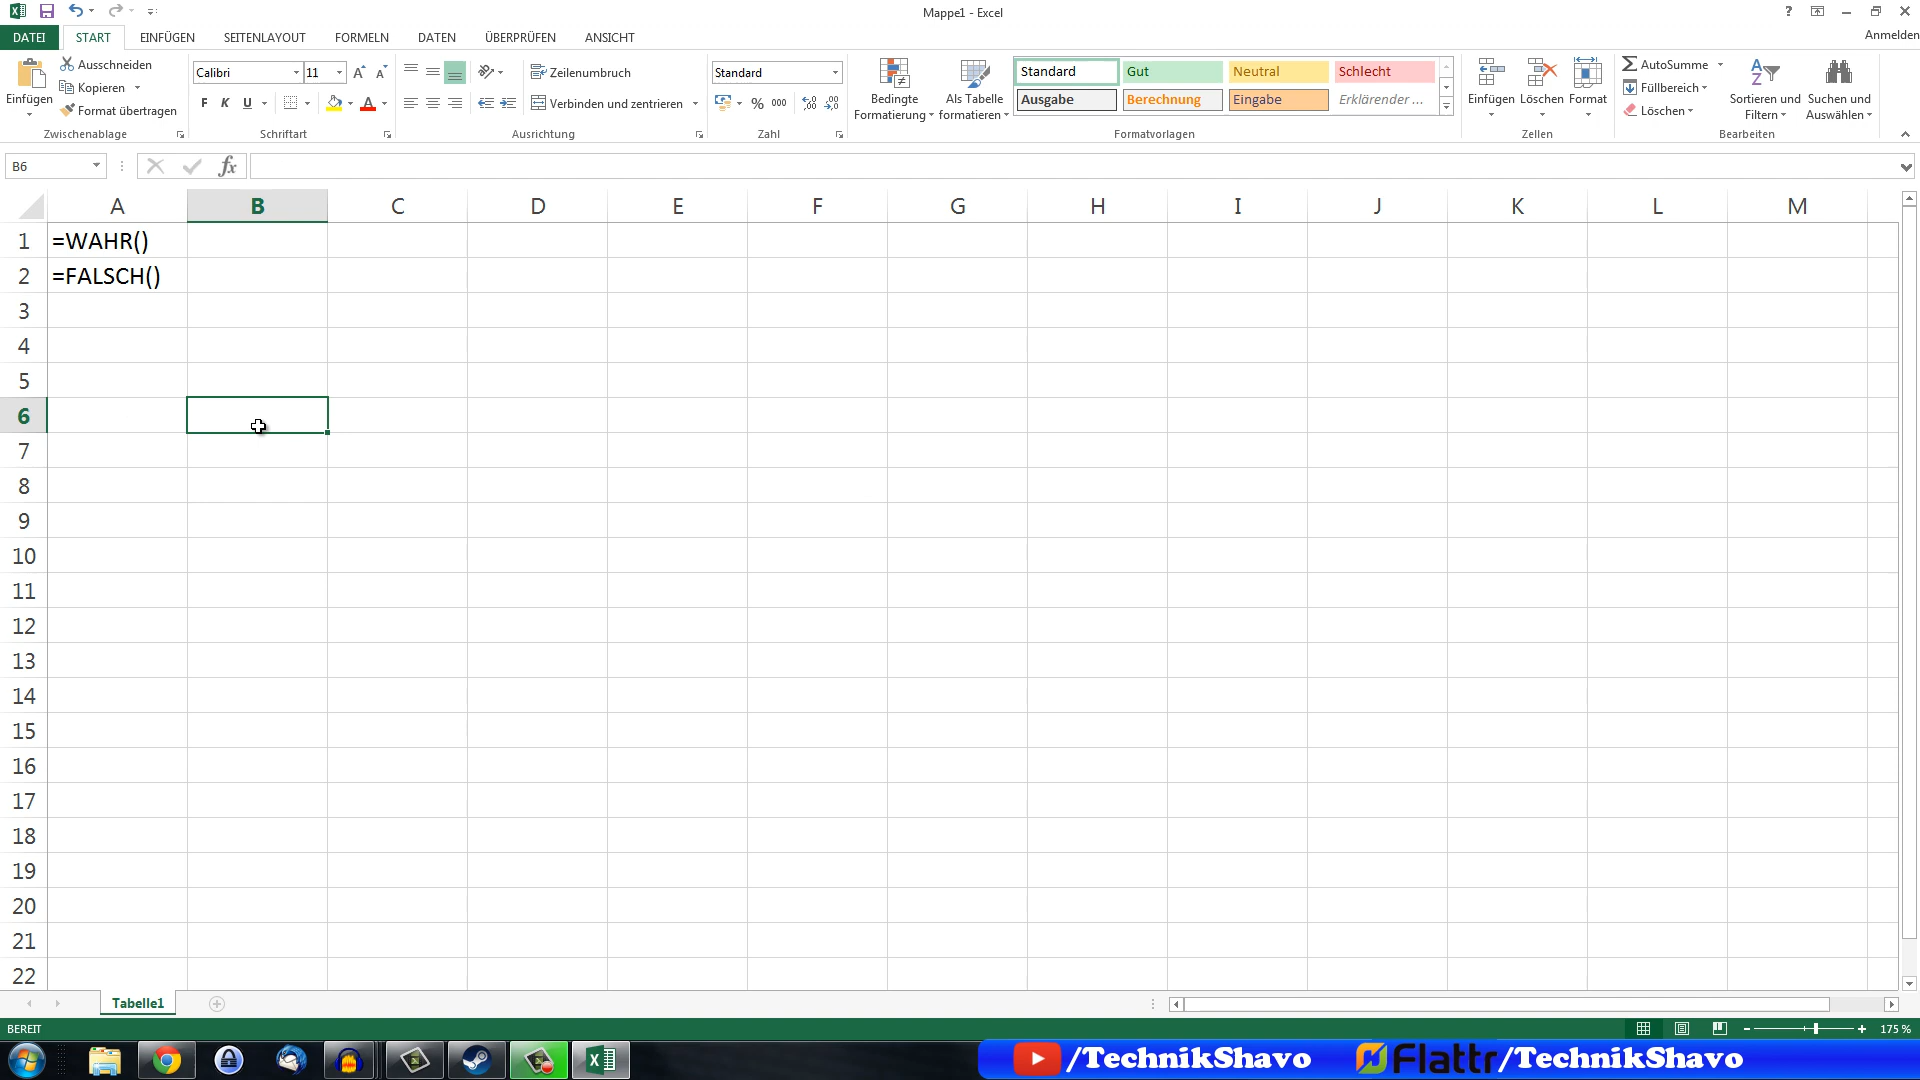 Mappe1 - Excel
?
DATEI START EINFÜGEN SEITENLAYOUT FORMELN DATEN ÜBERPRÜFEN ANSICHT Anmelden
Einfügen
Ausschneiden
Kopieren
Format übertragen
Zwischenablage
Calibri 11
F K U A
Schriftart
Zeilenumbruch
Verbinden und zentrieren
Ausrichtung
Standard
% 000
Zahl
Bedingte Formatierung
Als Tabelle formatieren
Standard Gut Neutral Schlecht
Ausgabe Berechnung Eingabe Erklärender ...
Formatvorlagen
Einfügen Löschen Format
Zellen
AutoSumme
Füllbereich
Löschen
Sortieren und Filtern
Suchen und Auswählen
Bearbeiten
B6 fx
A B C D E F G H I J K L M
1 =WAHR()
2 =FALSCH()
3
4
5
6
7
8
9
10
11
12
13
14
15
16
17
18
19
20
21
22
Tabelle1
BEREIT 175 %
/TechnikShavo Flattr/TechnikShavo